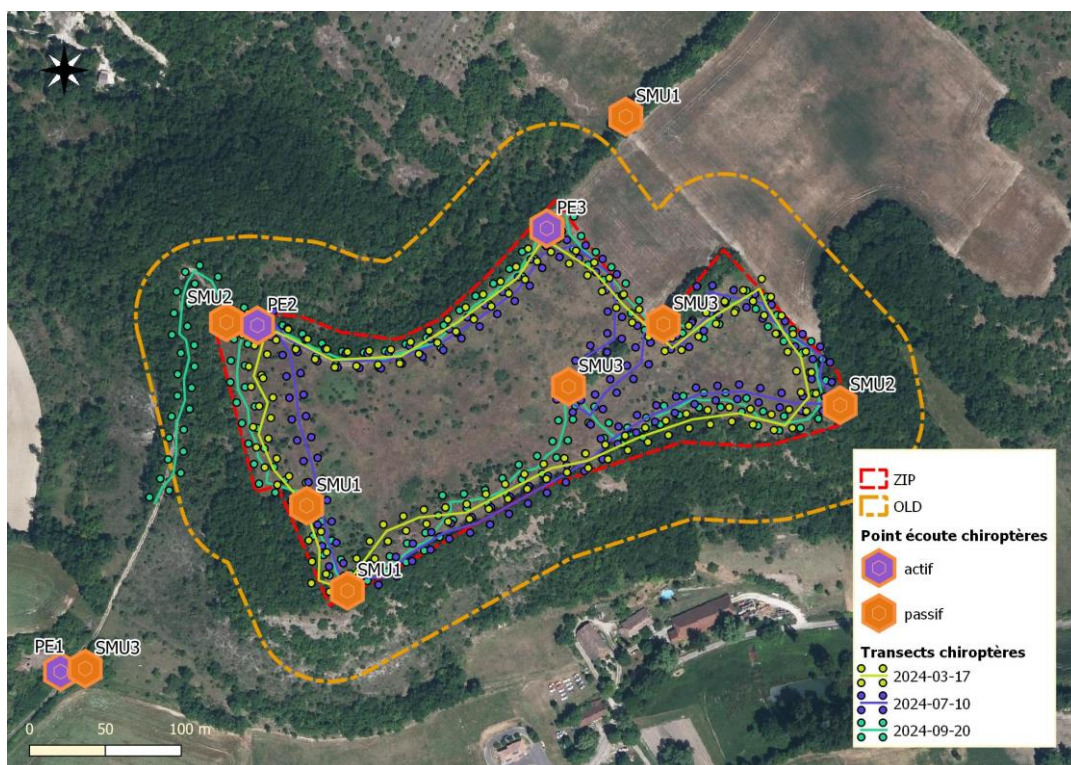 SMU1
PE3
SMU2
PE2
SMU3
SMU3
SMU2
SMU1
SMU1
PE1
SMU3
0 50 100 m
ZIP
OLD
Point écoute chiroptères
actif
passif
Transects chiroptères
2024-03-17
2024-07-10
2024-09-20